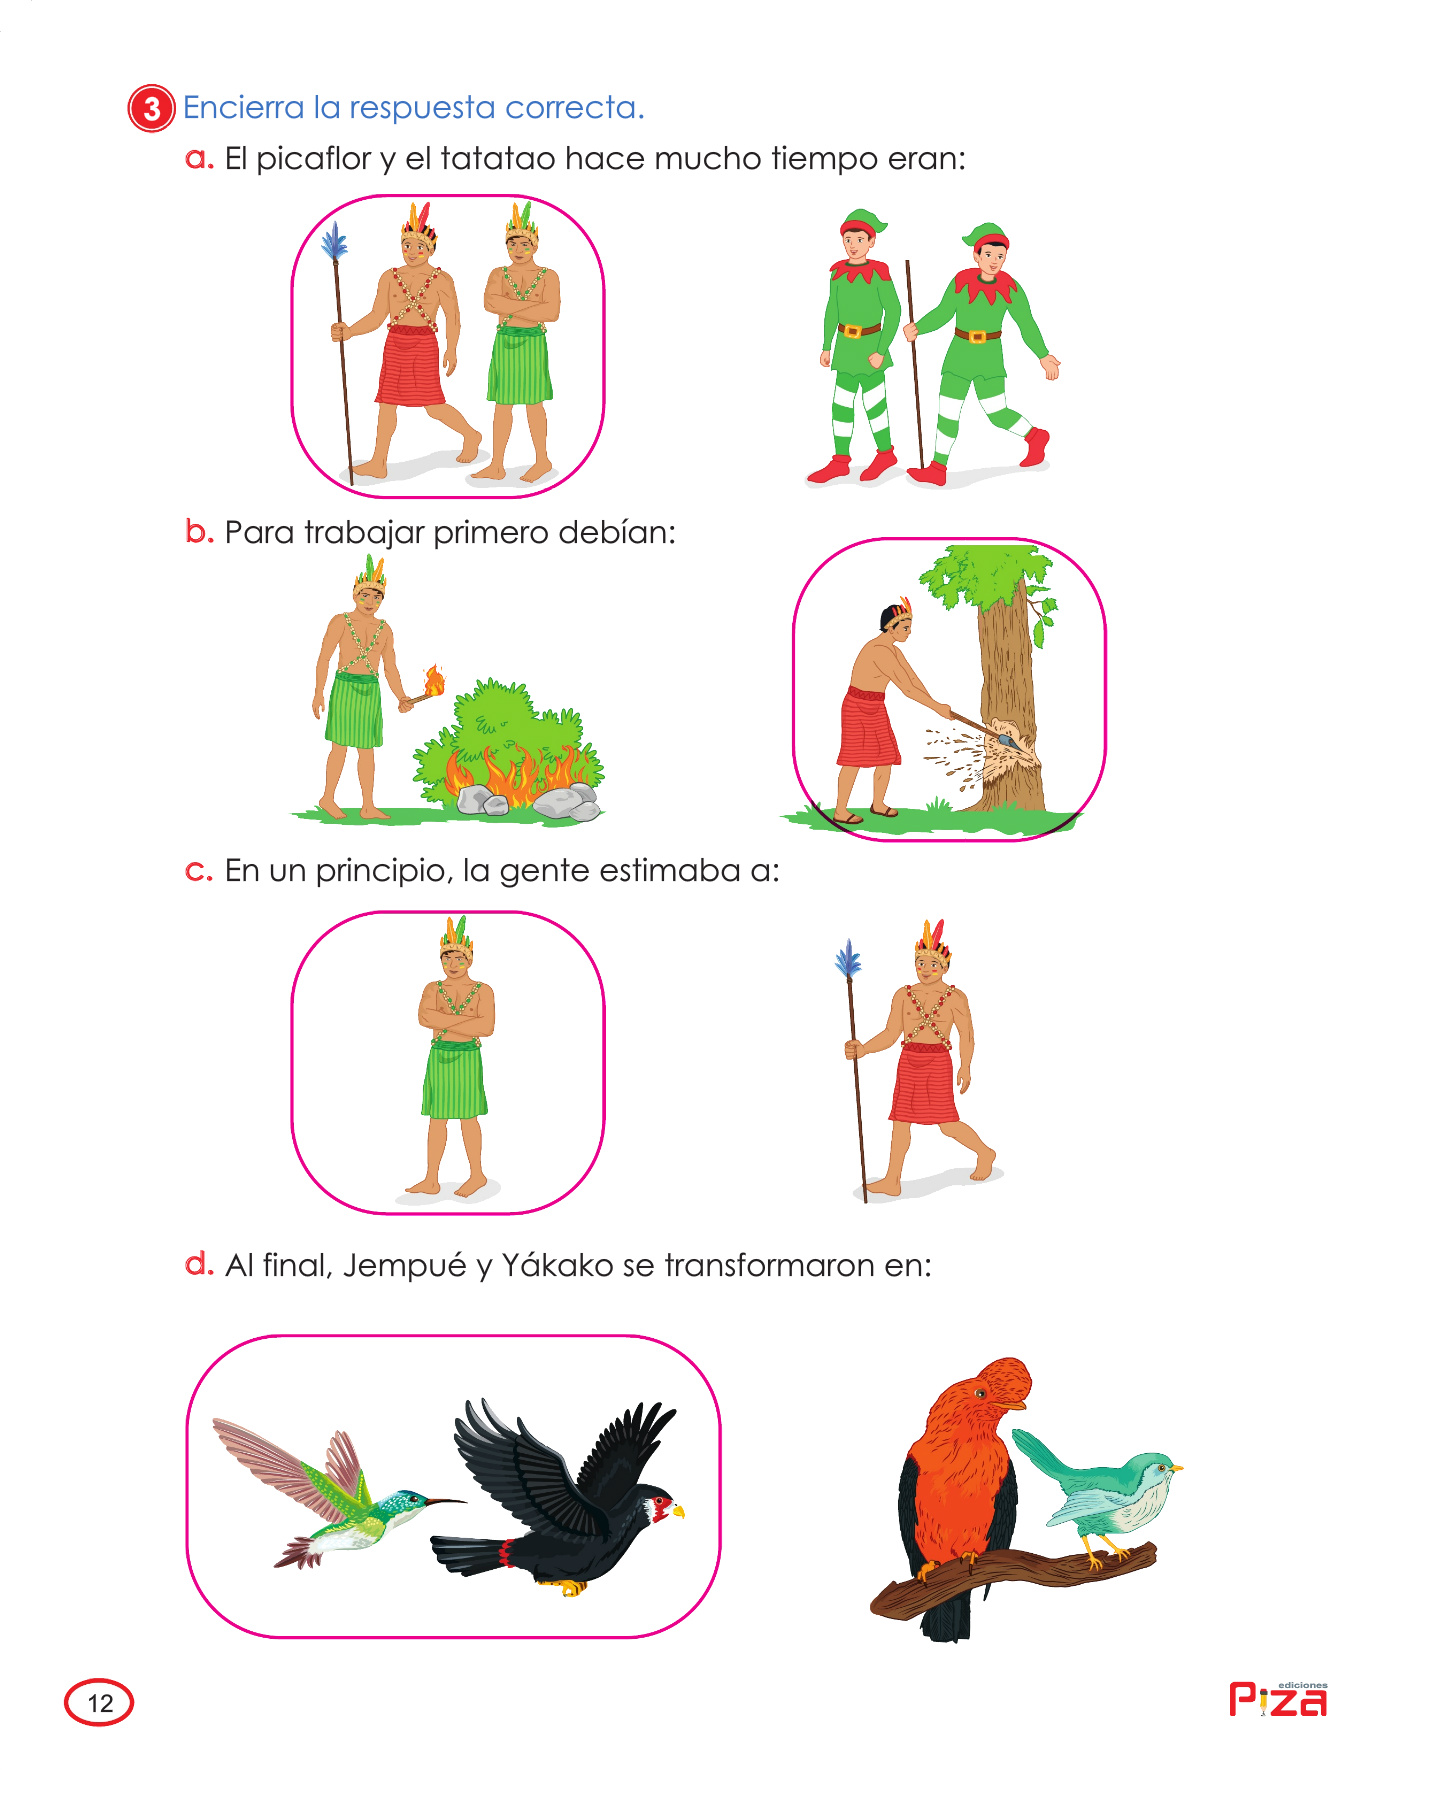 3 Encierra la respuesta correcta.
a. El picaflor y el tatatao hace mucho tiempo eran:
b. Para trabajar primero debían:
c. En un principio, la gente estimaba a:
d. Al final, Jempué y Yákako se transformaron en:
12
ediciones
Piza